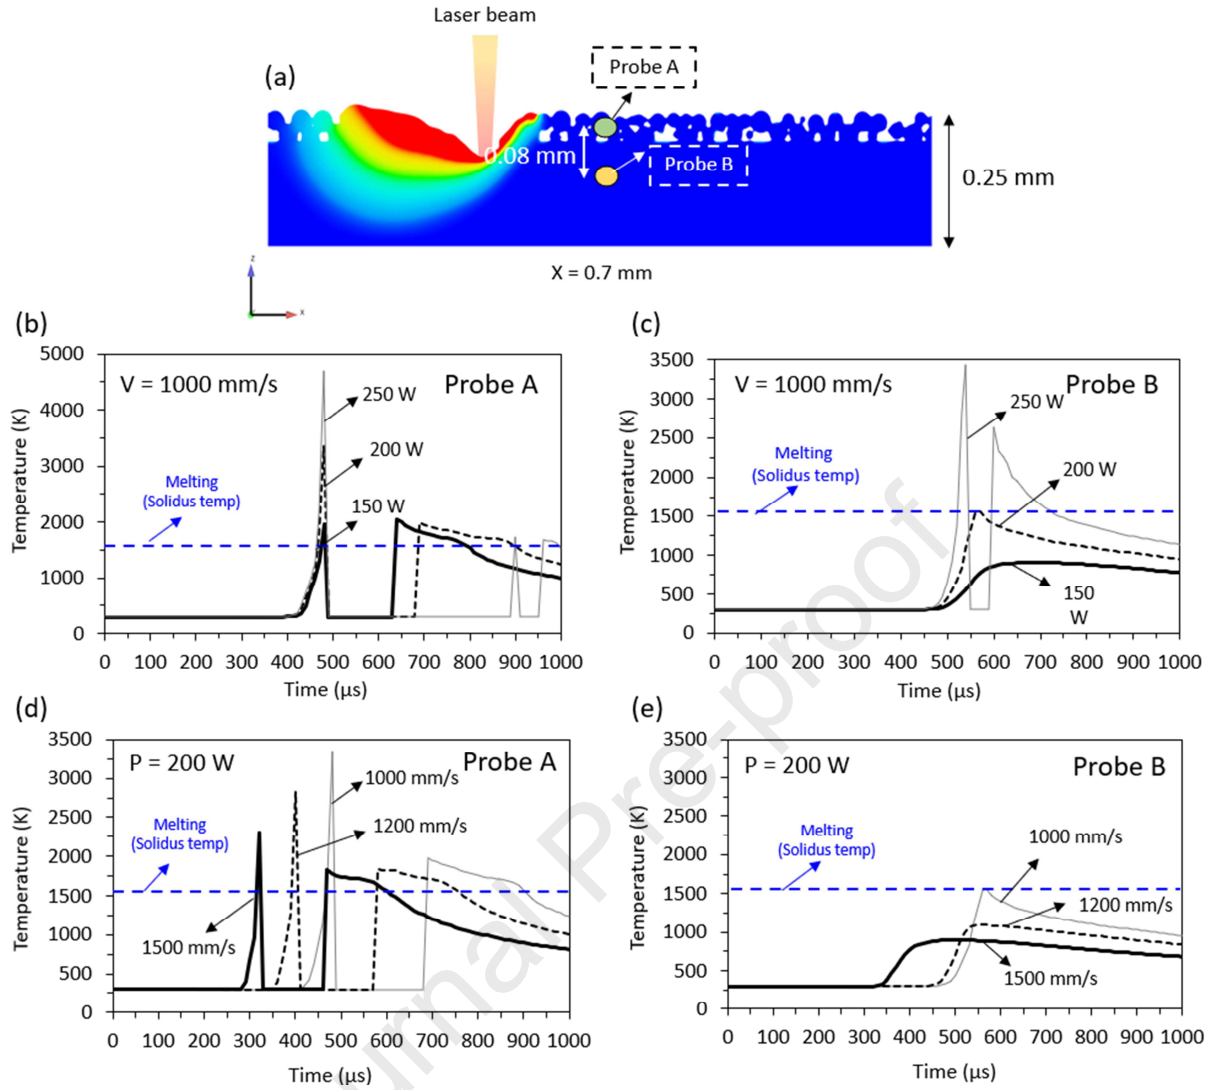 Laser beam
(a)
Probe A
0.08 mm
Probe B
0.25 mm
X = 0.7 mm
z
x
(b)
5000
4000
3000
2000
1000
0
Temperature (K)
V = 1000 mm/s
Probe A
250 W
200 W
150 W
Melting
(Solidus temp)
0 100 200 300 400 500 600 700 800 900 1000
Time (µs)
(c)
3500
3000
2500
2000
1500
1000
500
0
Temperature (K)
V = 1000 mm/s
Probe B
250 W
200 W
150
W
Melting
(Solidus temp)
0 100 200 300 400 500 600 700 800 900 1000
Time (µs)
(d)
3500
3000
2500
2000
1500
1000
500
0
Temperature (K)
P = 200 W
Probe A
1000 mm/s
1200 mm/s
1500 mm/s
Melting
(Solidus temp)
0 100 200 300 400 500 600 700 800 900 1000
Time (µs)
(e)
3500
3000
2500
2000
1500
1000
500
0
Temperature (K)
P = 200 W
Probe B
1000 mm/s
1200 mm/s
1500 mm/s
Melting
(Solidus temp)
0 100 200 300 400 500 600 700 800 900 1000
Time (µs)
urnal Pre-proof